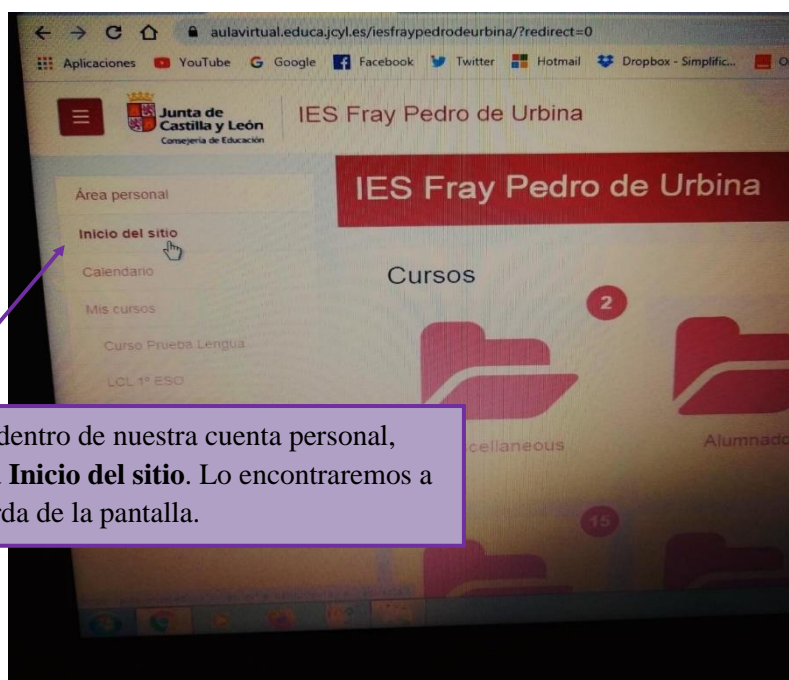 aulavirtual.educa.jcyl.es/iesfraypedrodeurbina/?redirect=0
Aplicaciones YouTube G Google Facebook Twitter Hotmail Dropbox - Simplific...
Junta de
Castilla y León
Consejería de Educación
IES Fray Pedro de Urbina
IES Fray Pedro de Urbina
Área personal
Inicio del sitio
Calendario
Mis cursos
Curso Prueba Lengua
LCL 1º ESO
Cursos
2
cellaneous
Alumnado
15
dentro de nuestra cuenta personal,
Inicio del sitio. Lo encontraremos a
rda de la pantalla.